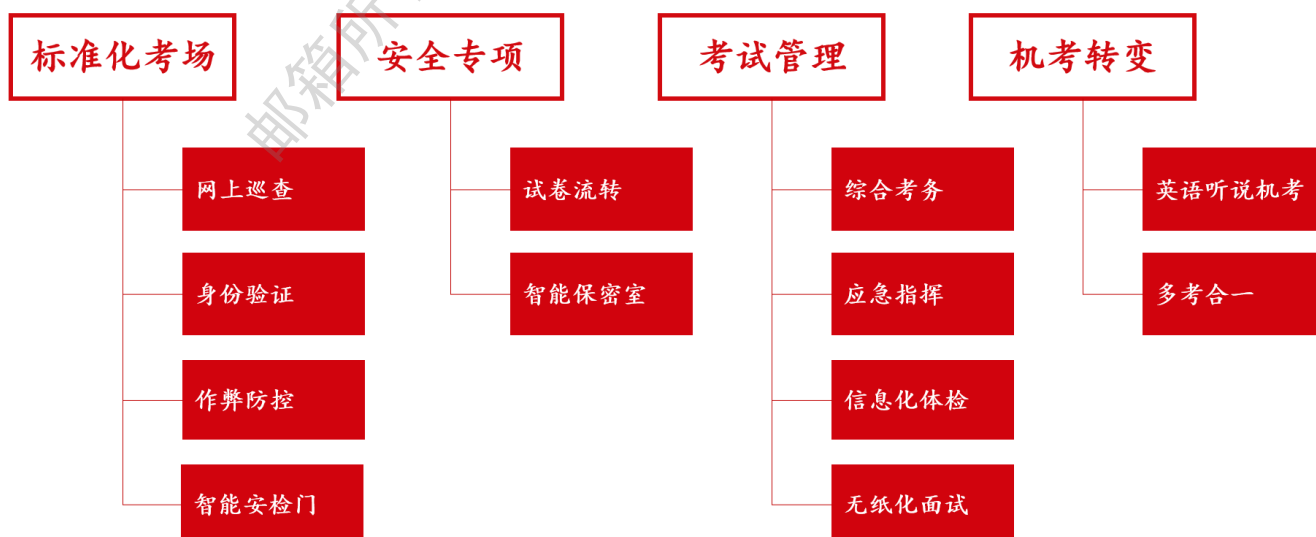 标准化考场
网上巡查
身份验证
作弊防控
智能安检门
安全专项
试卷流转
智能保密室
考试管理
综合考务
应急指挥
信息化体检
无纸化面试
机考转变
英语听说机考
多考合一
邮箱所